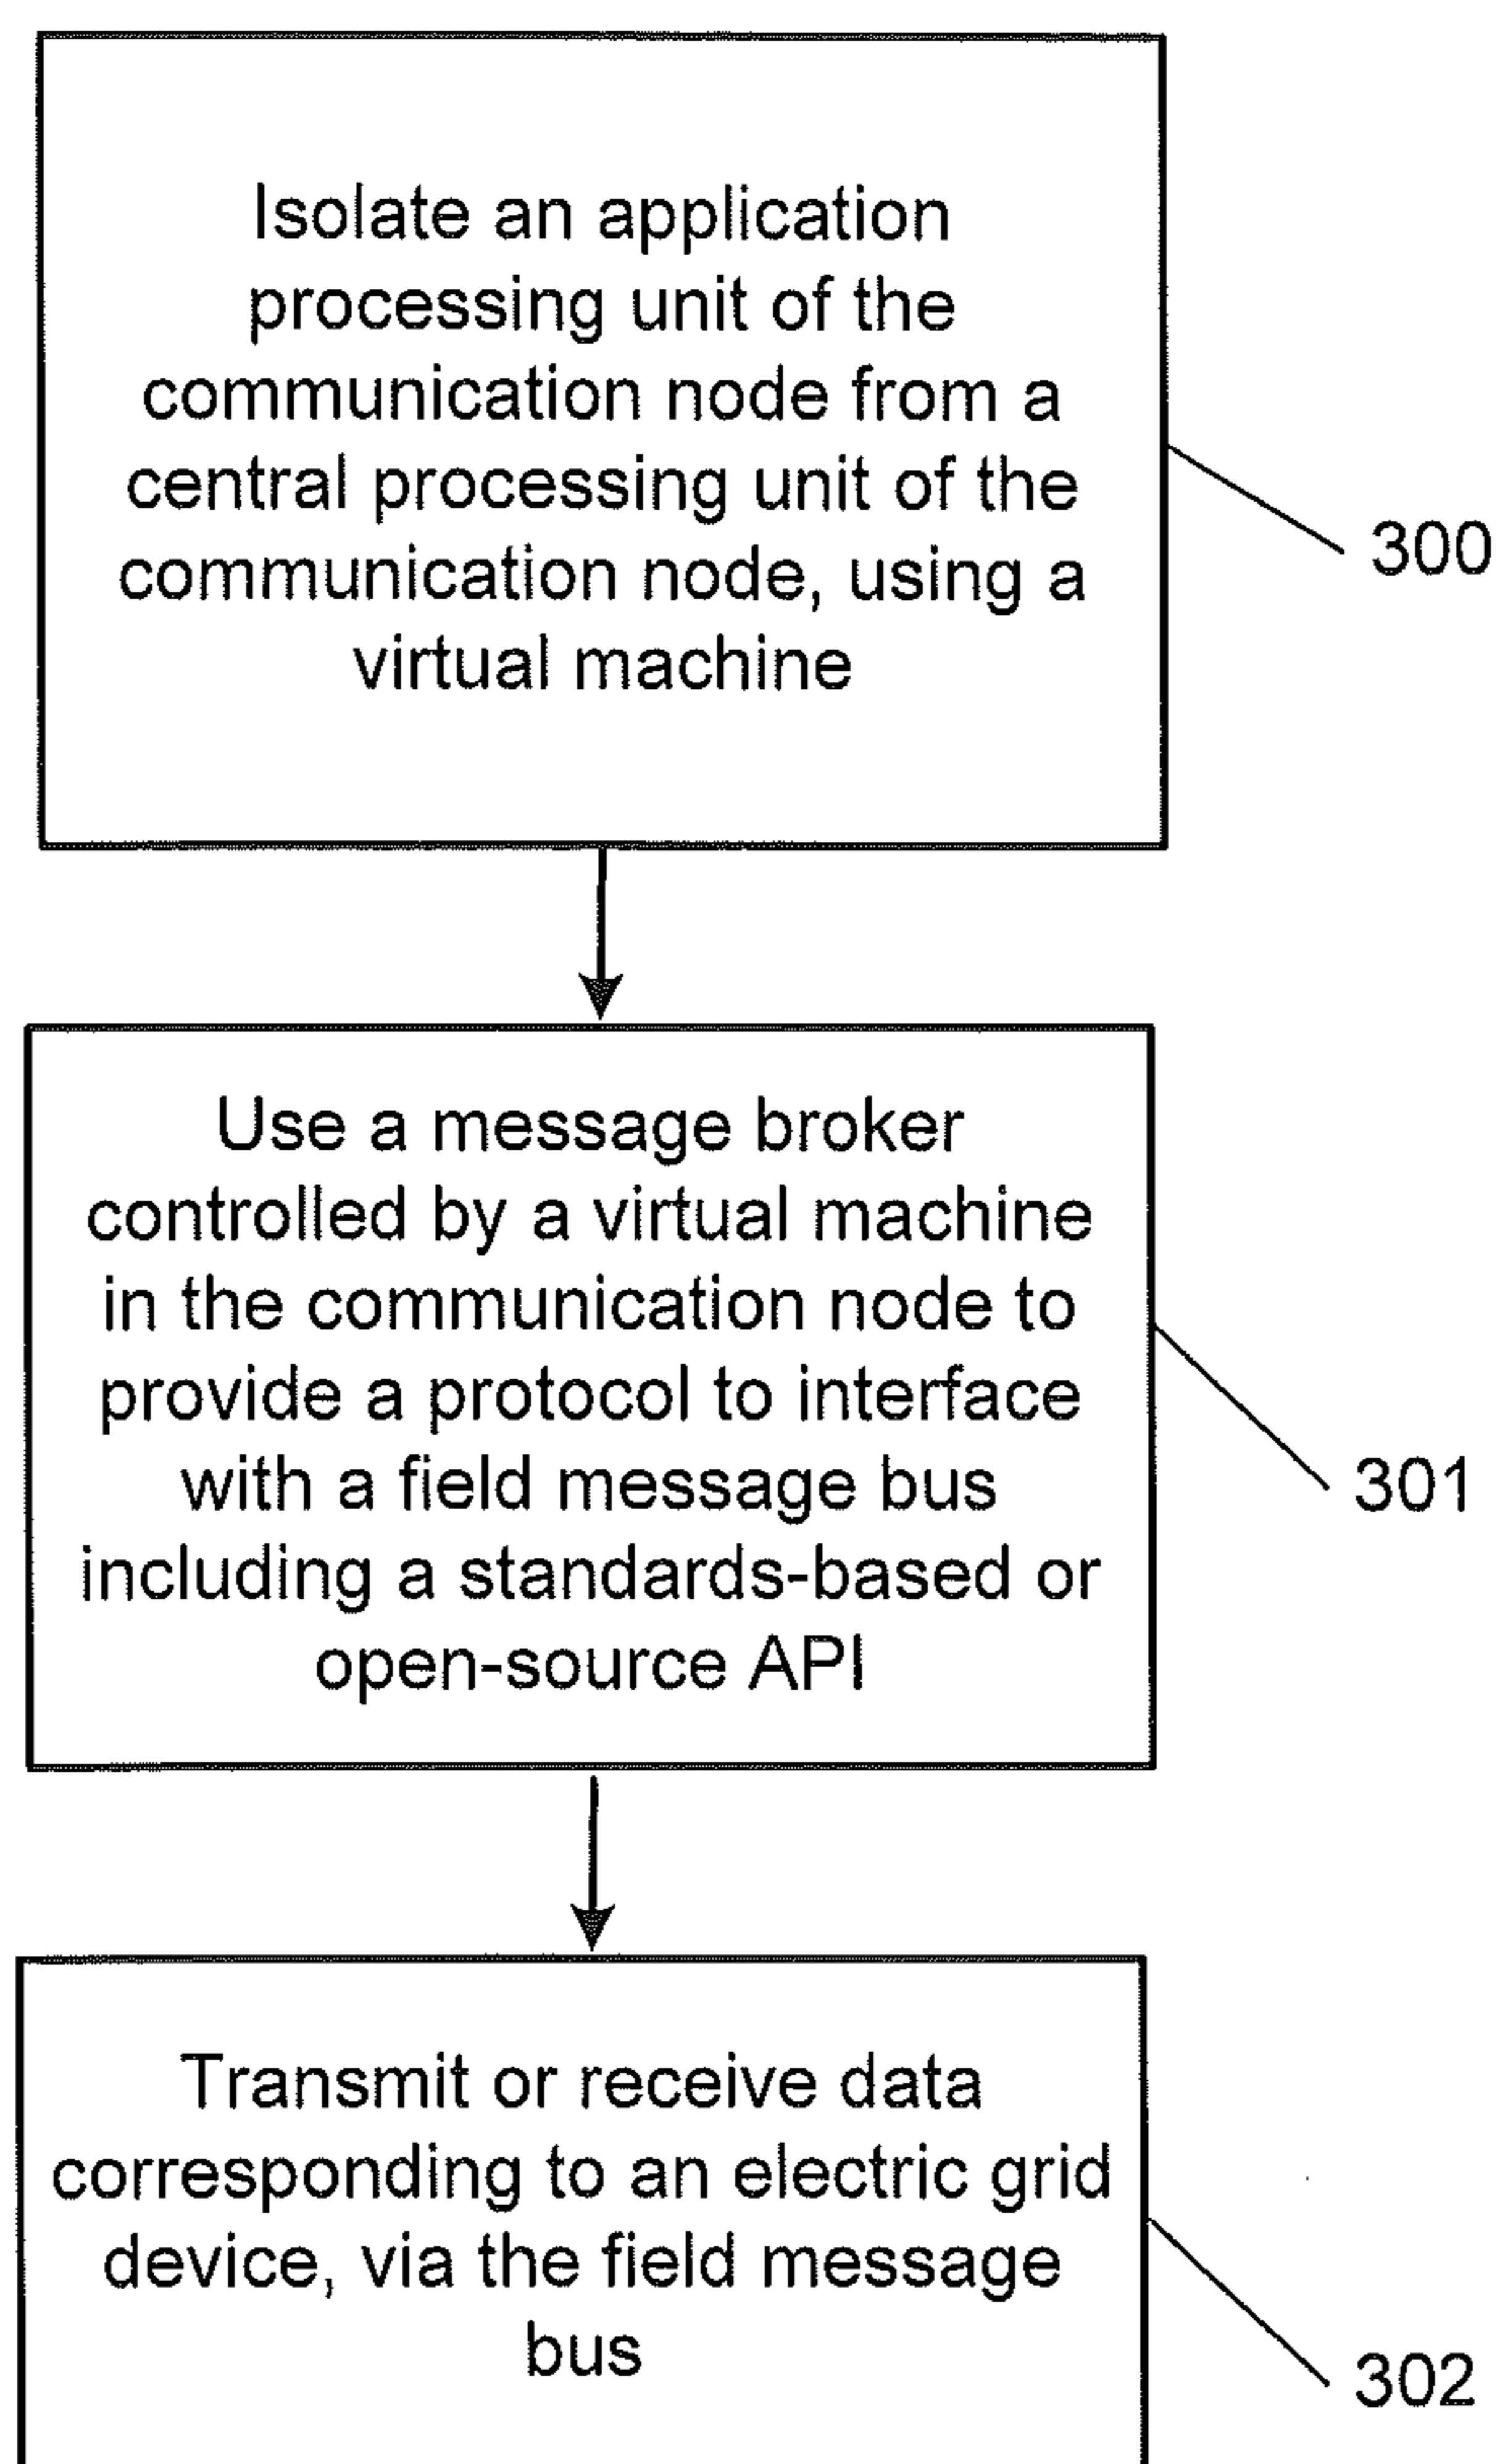 Isolate an application
processing unit of the
communication node from a
central processing unit of the
communication node, using a
virtual machine
300
Use a message broker
controlled by a virtual machine
in the communication node to
provide a protocol to interface
with a field message bus
including a standards-based or
open-source API
301
Transmit or receive data
corresponding to an electric grid
device, via the field message
bus
302